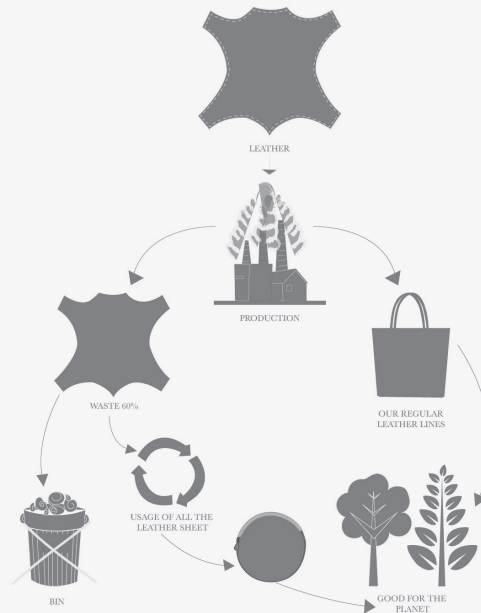 LEATHER
PRODUCTION
WASTE 60%
OUR REGULAR
LEATHER LINES
USAGE OF ALL THE
LEATHER SHEET
BIN
GOOD FOR THE
PLANET